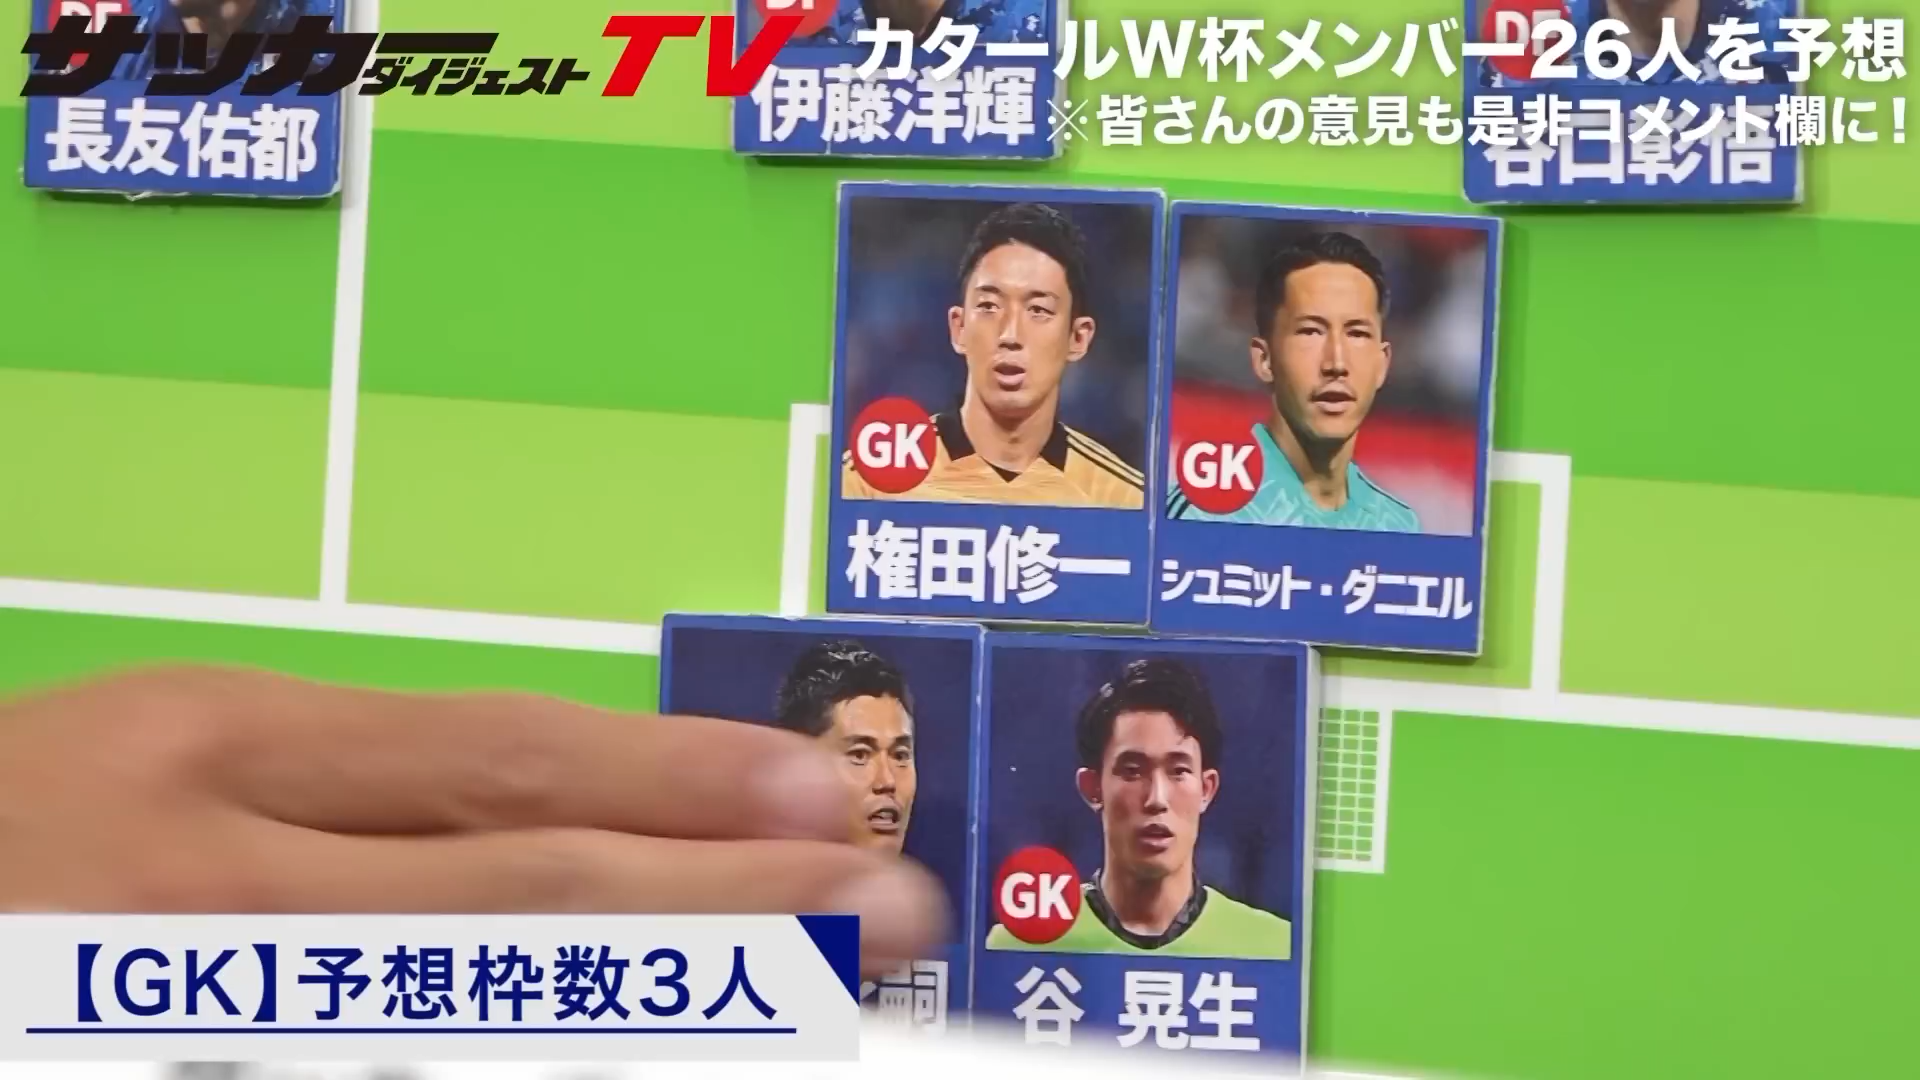 サッカーダイジェストTV
カタールW杯メンバー26人を予想
※皆さんの意見も是非コメント欄に!
DF
長友佑都
伊藤洋輝
DF
谷口彰悟
GK
権田修一
GK
シュミット・ダニエル
嗣
GK
谷 晃生
【GK】予想枠数3人